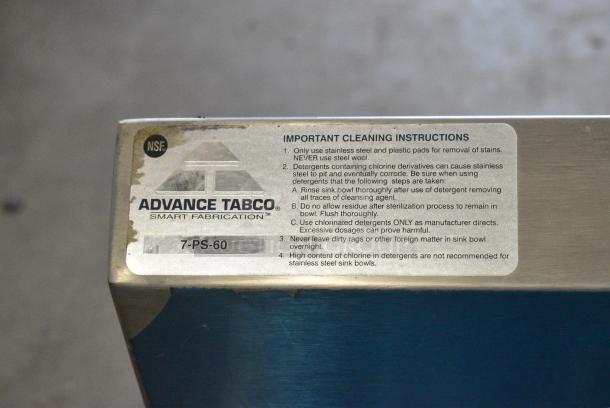 NSF
ADVANCE TABCO®
SMART FABRICATION™
7-PS-60
IMPORTANT CLEANING INSTRUCTIONS
1. Only use stainless steel and plastic pads for removal of stains.
NEVER use steel wool.
2. Detergents containing chlorine derivatives can cause stainless
steel to pit and eventually corrode. Be sure when using
detergents that the following steps are taken:
A. Rinse sink bowl thoroughly after use of detergent removing
all traces of cleansing agent.
B. Do no allow residue after sterilization process to remain in
bowl. Flush thoroughly.
C. Use chlorinated detergents ONLY as manufacturer directs.
Excessive dosages can prove harmful.
3. Never leave dirty rags or other foreign matter in sink bowl
overnight.
4. High content of chlorine in detergents are not recommended for
stainless steel sink bowls.